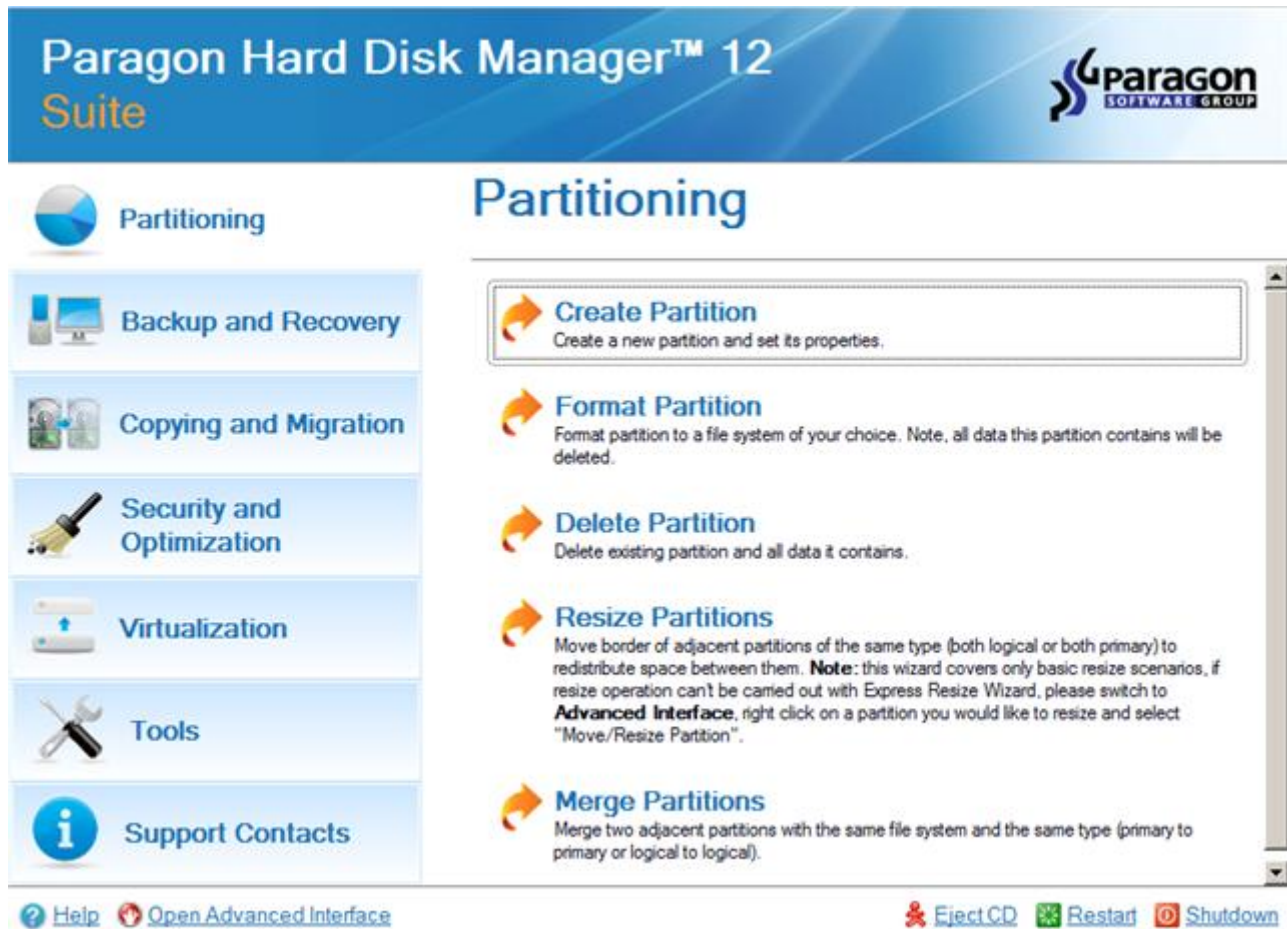 Paragon Hard Disk Manager™ 12
Suite
Paragon
SOFTWARE GROUP
Partitioning
Backup and Recovery
Copying and Migration
Security and
Optimization
Virtualization
Tools
Support Contacts
Partitioning
Create Partition
Create a new partition and set its properties.
Format Partition
Format partition to a file system of your choice. Note, all data this partition contains will be
deleted.
Delete Partition
Delete existing partition and all data it contains.
Resize Partitions
Move border of adjacent partitions of the same type (both logical or both primary) to
redistribute space between them. Note: this wizard covers only basic resize scenarios, if
resize operation can't be carried out with Express Resize Wizard, please switch to
Advanced Interface, right click on a partition you would like to resize and select
"Move/Resize Partition".
Merge Partitions
Merge two adjacent partitions with the same file system and the same type (primary to
primary or logical to logical).
Help Open Advanced Interface Eject CD Restart Shutdown